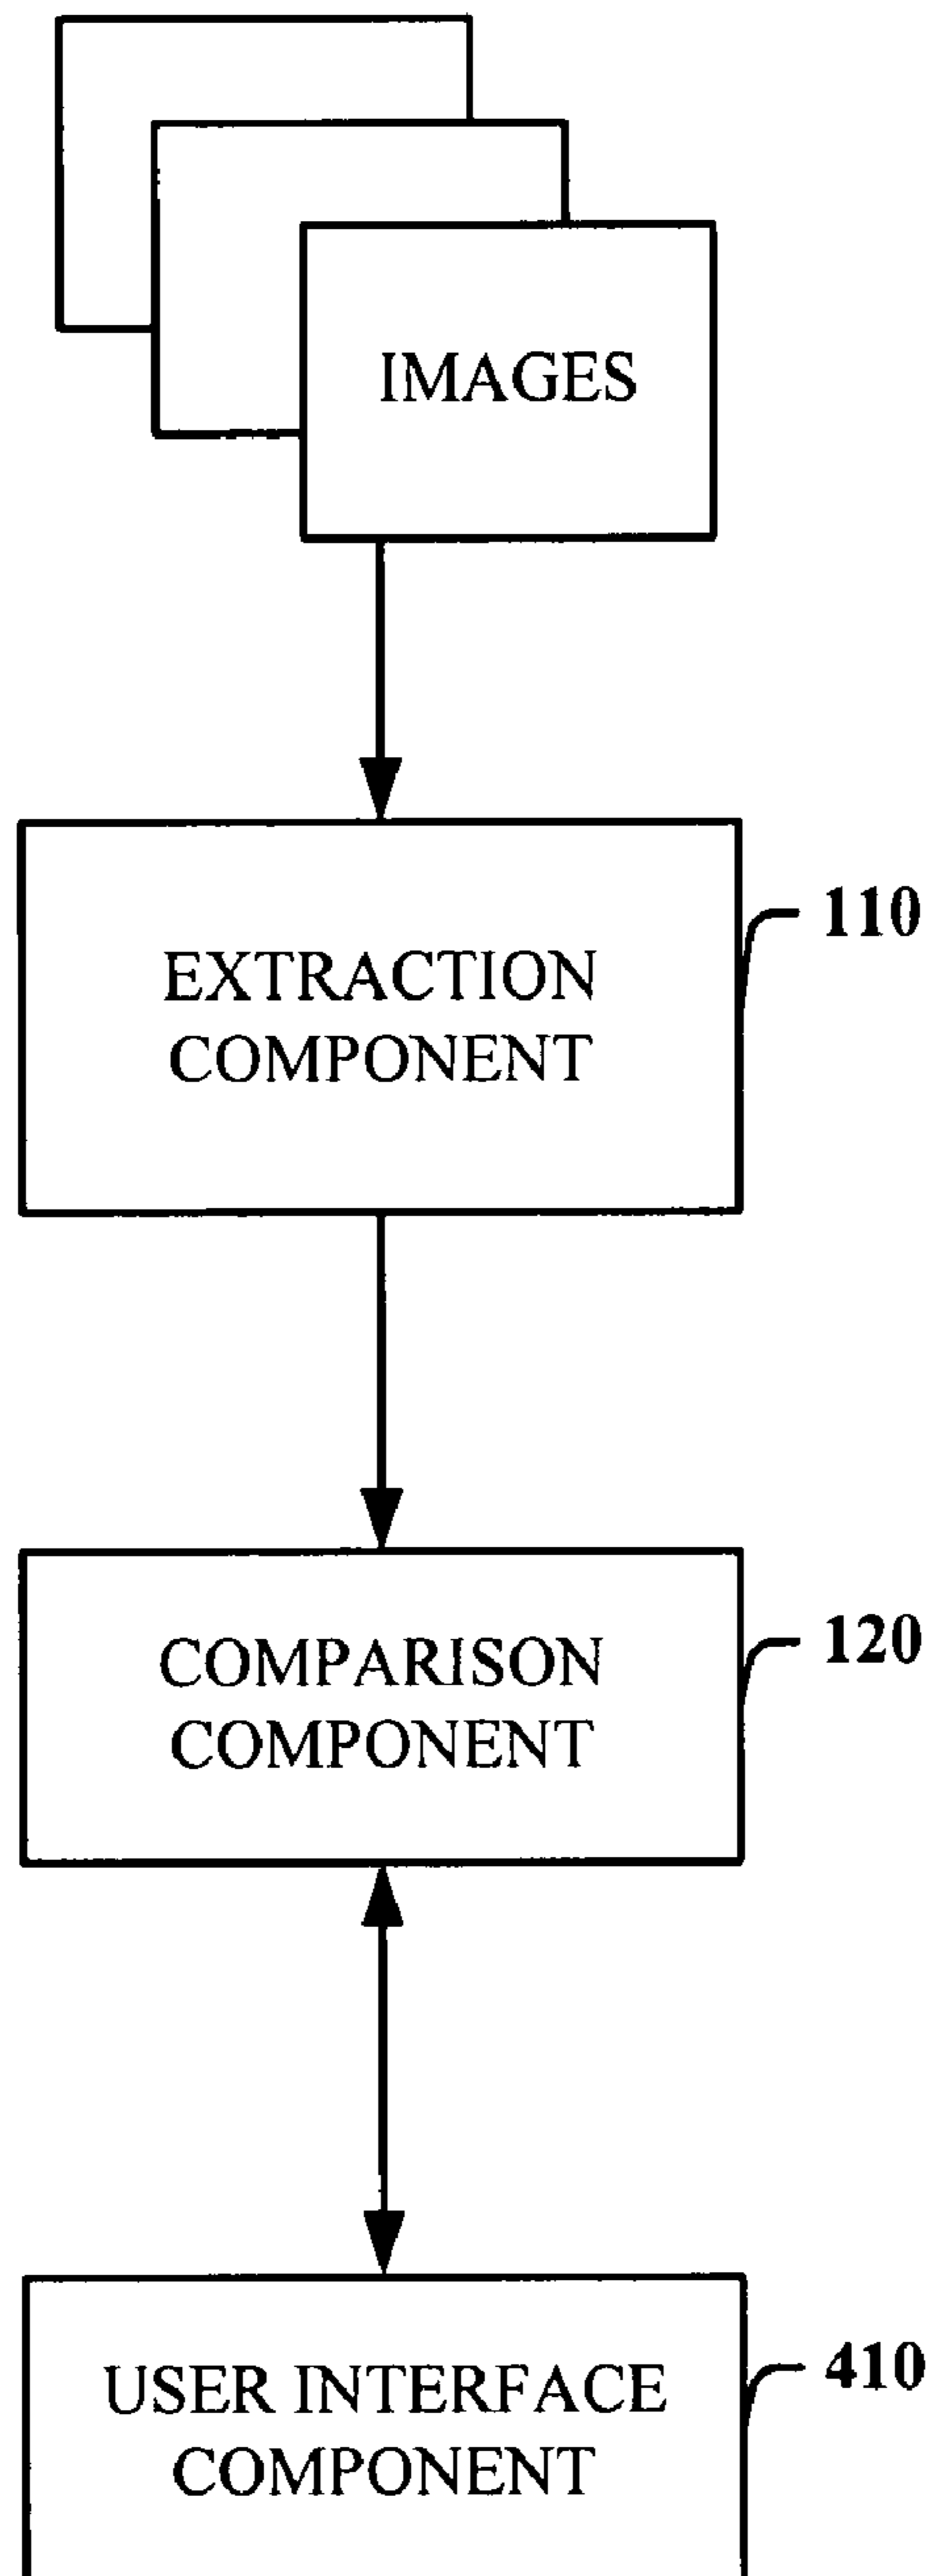 IMAGES
EXTRACTION
COMPONENT
110
COMPARISON
COMPONENT
120
USER INTERFACE
COMPONENT
410